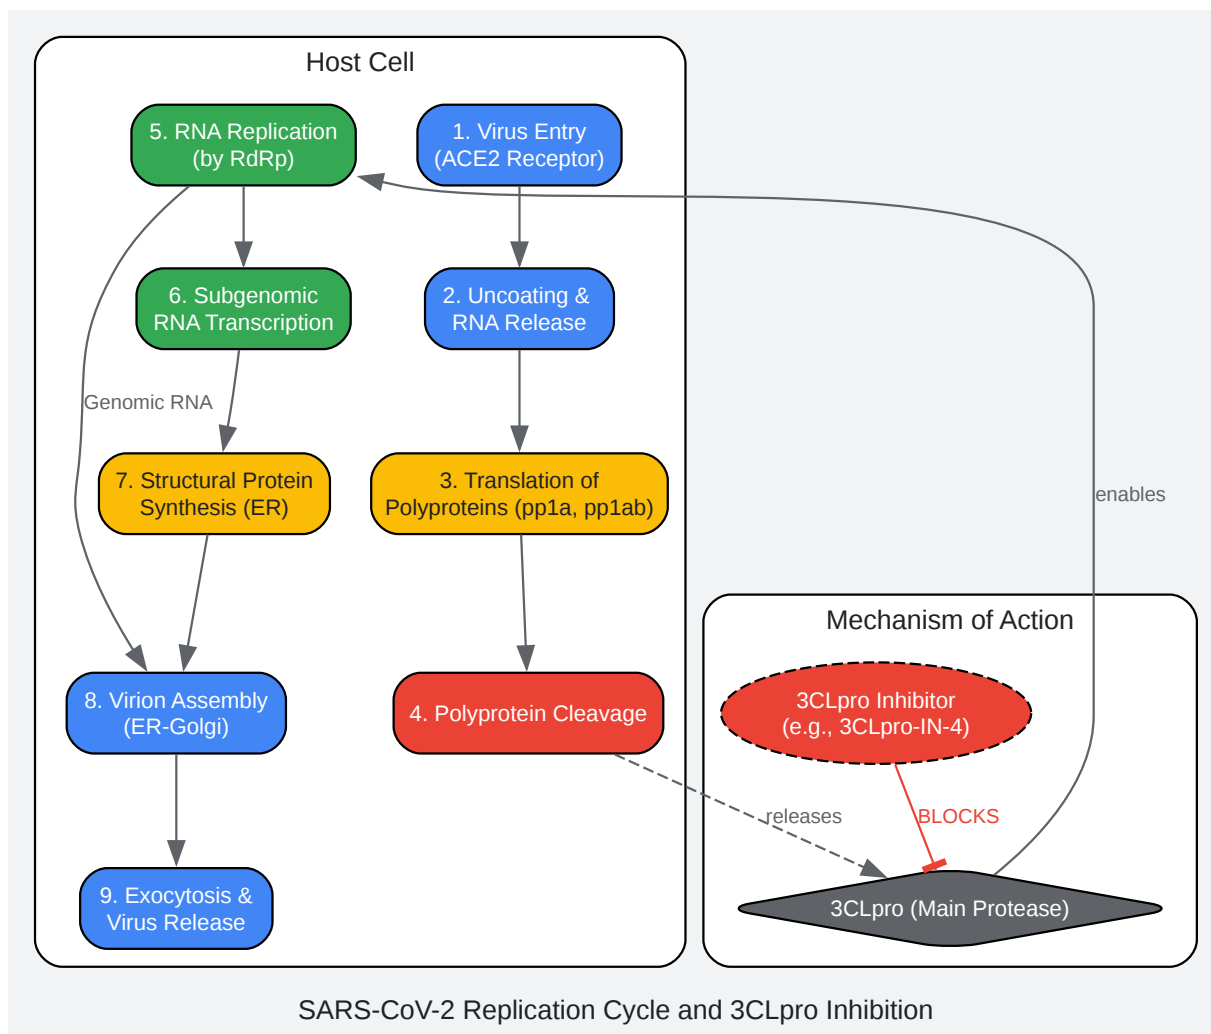 Host Cell
5. RNA Replication
(by RdRp)
1. Virus Entry
(ACE2 Receptor)
6. Subgenomic
RNA Transcription
2. Uncoating &
RNA Release
Genomic RNA
7. Structural Protein
Synthesis (ER)
3. Translation of
Polyproteins (pp1a, pp1ab)
enables
Mechanism of Action
8. Virion Assembly
(ER-Golgi)
4. Polyprotein Cleavage
3CLpro Inhibitor
(e.g., 3CLpro-IN-4)
releases
BLOCKS
9. Exocytosis &
Virus Release
3CLpro (Main Protease)
SARS-CoV-2 Replication Cycle and 3CLpro Inhibition